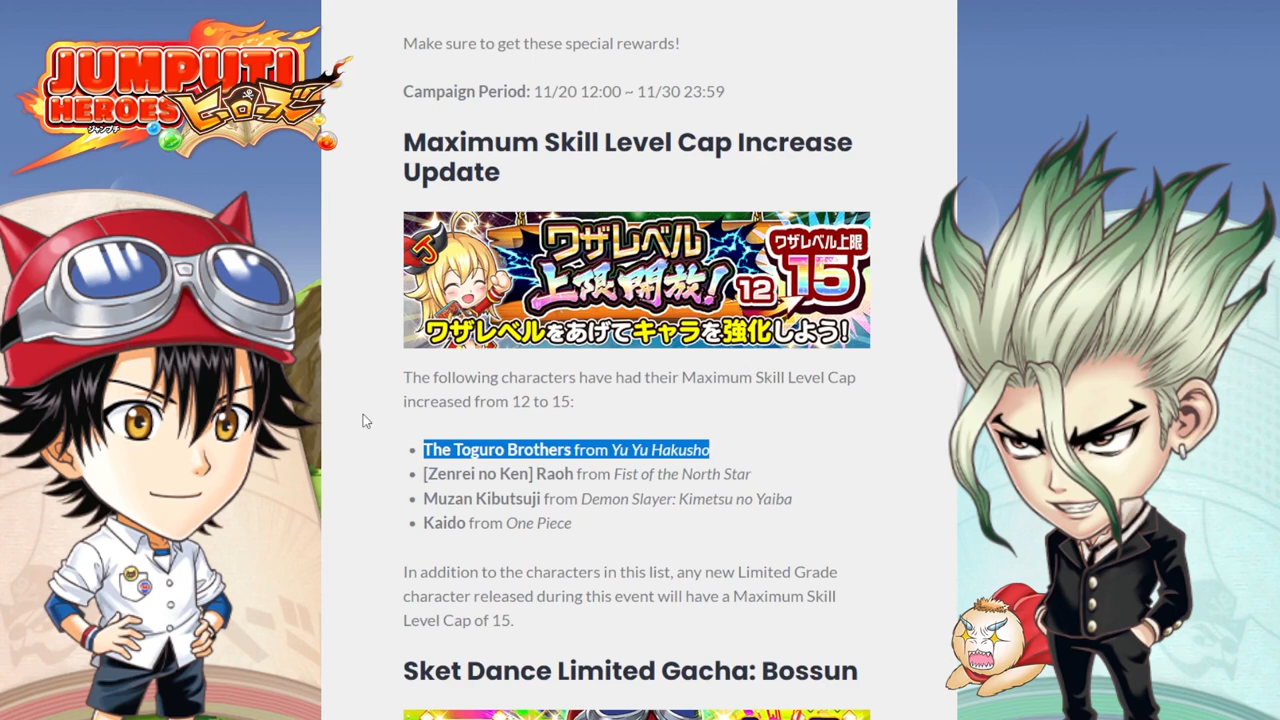 JUMPUTI
HEROES ヒーローズ
ジャンプチ
Make sure to get these special rewards!
Campaign Period: 11/20 12:00 ~ 11/30 23:59
Maximum Skill Level Cap Increase
Update
ワザレベル
上限開放!
ワザレベル上限
12 15
ワザレベルをあげてキャラを強化しよう!
The following characters have had their Maximum Skill Level Cap
increased from 12 to 15:
• The Toguro Brothers from Yu Yu Hakusho
• [Zenrei no Ken] Raoh from Fist of the North Star
• Muzan Kibutsuji from Demon Slayer: Kimetsu no Yaiba
• Kaido from One Piece
In addition to the characters in this list, any new Limited Grade
character released during this event will have a Maximum Skill
Level Cap of 15.
Sket Dance Limited Gacha: Bossun